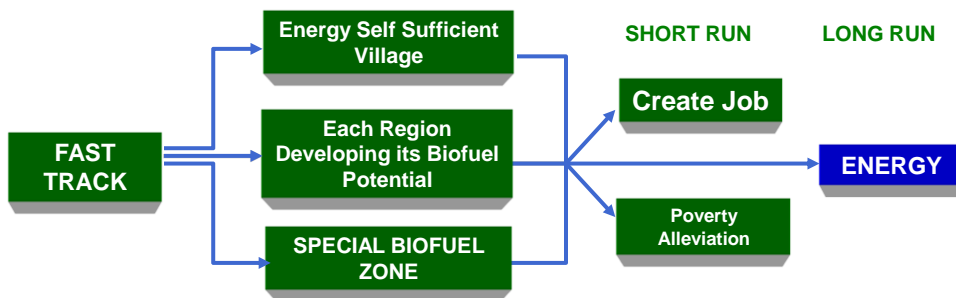 FAST
TRACK
Energy Self Sufficient
Village
Each Region
Developing its Biofuel
Potential
SPECIAL BIOFUEL
ZONE
SHORT RUN
Create Job
Poverty
Alleviation
LONG RUN
ENERGY